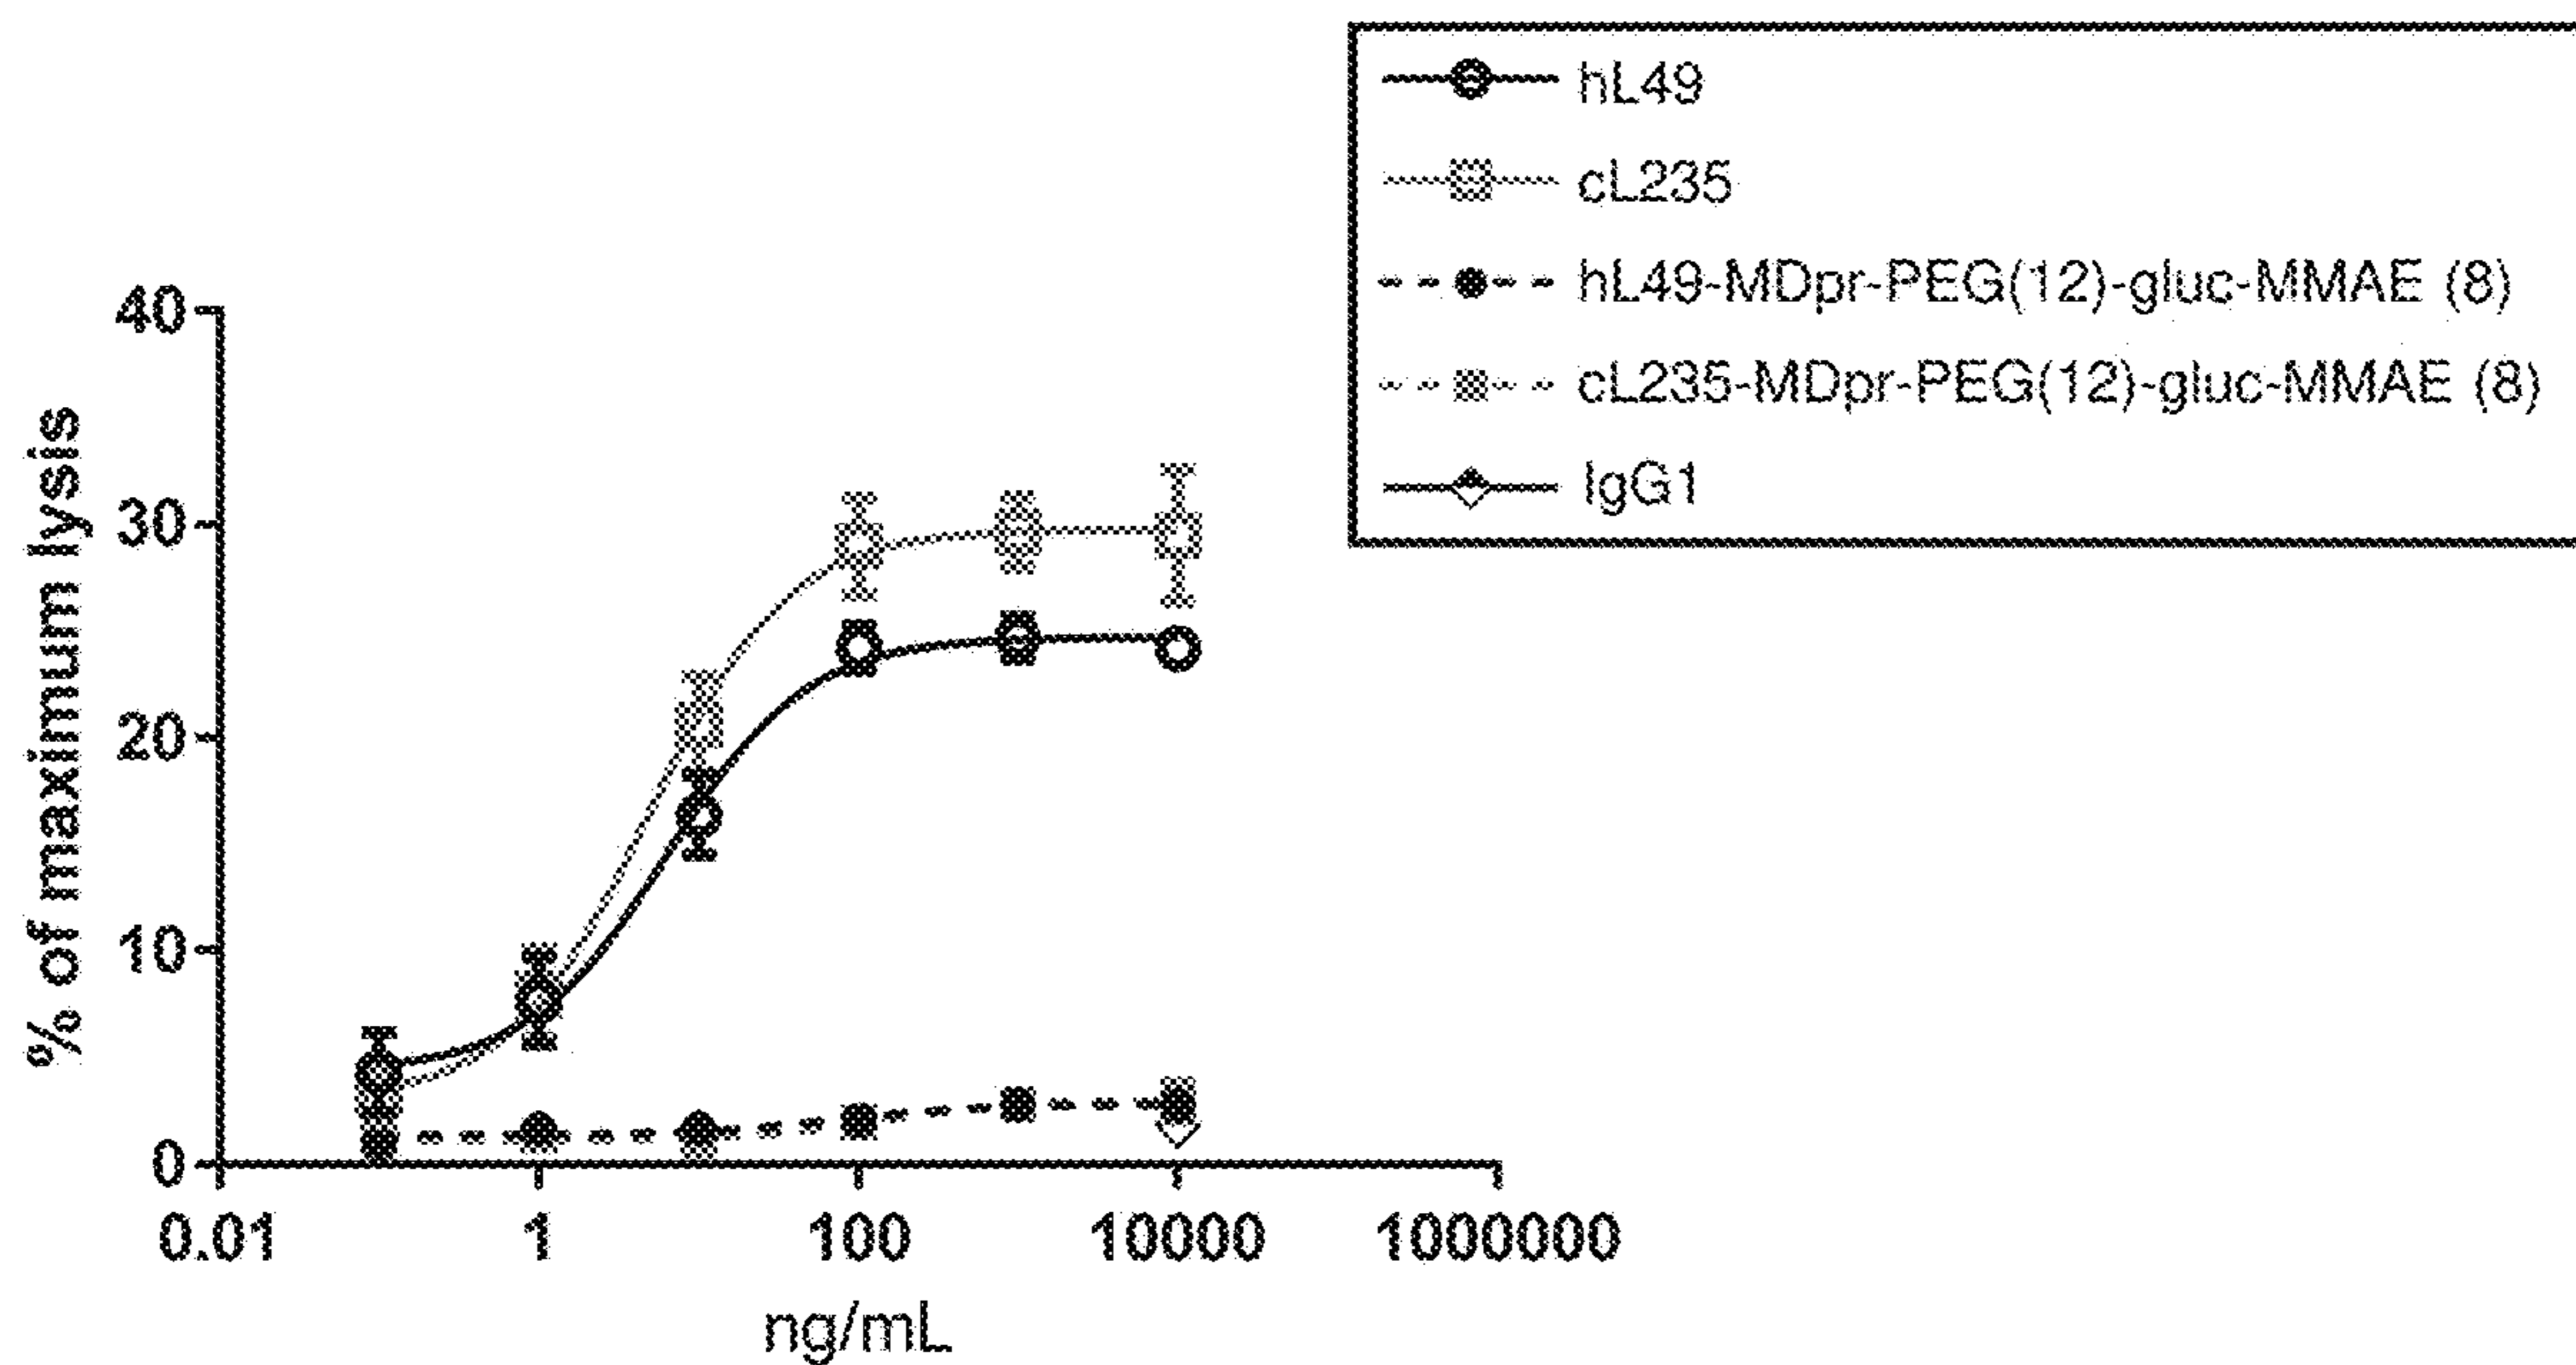 hL49
cL235
hL49-MDpr-PEG(12)-gluc-MMAE (8)
cL235-MDpr-PEG(12)-gluc-MMAE (8)
IgG1
% of maximum lysis
40
30
20
10
0
0.01 1 100 10000 1000000
ng/mL